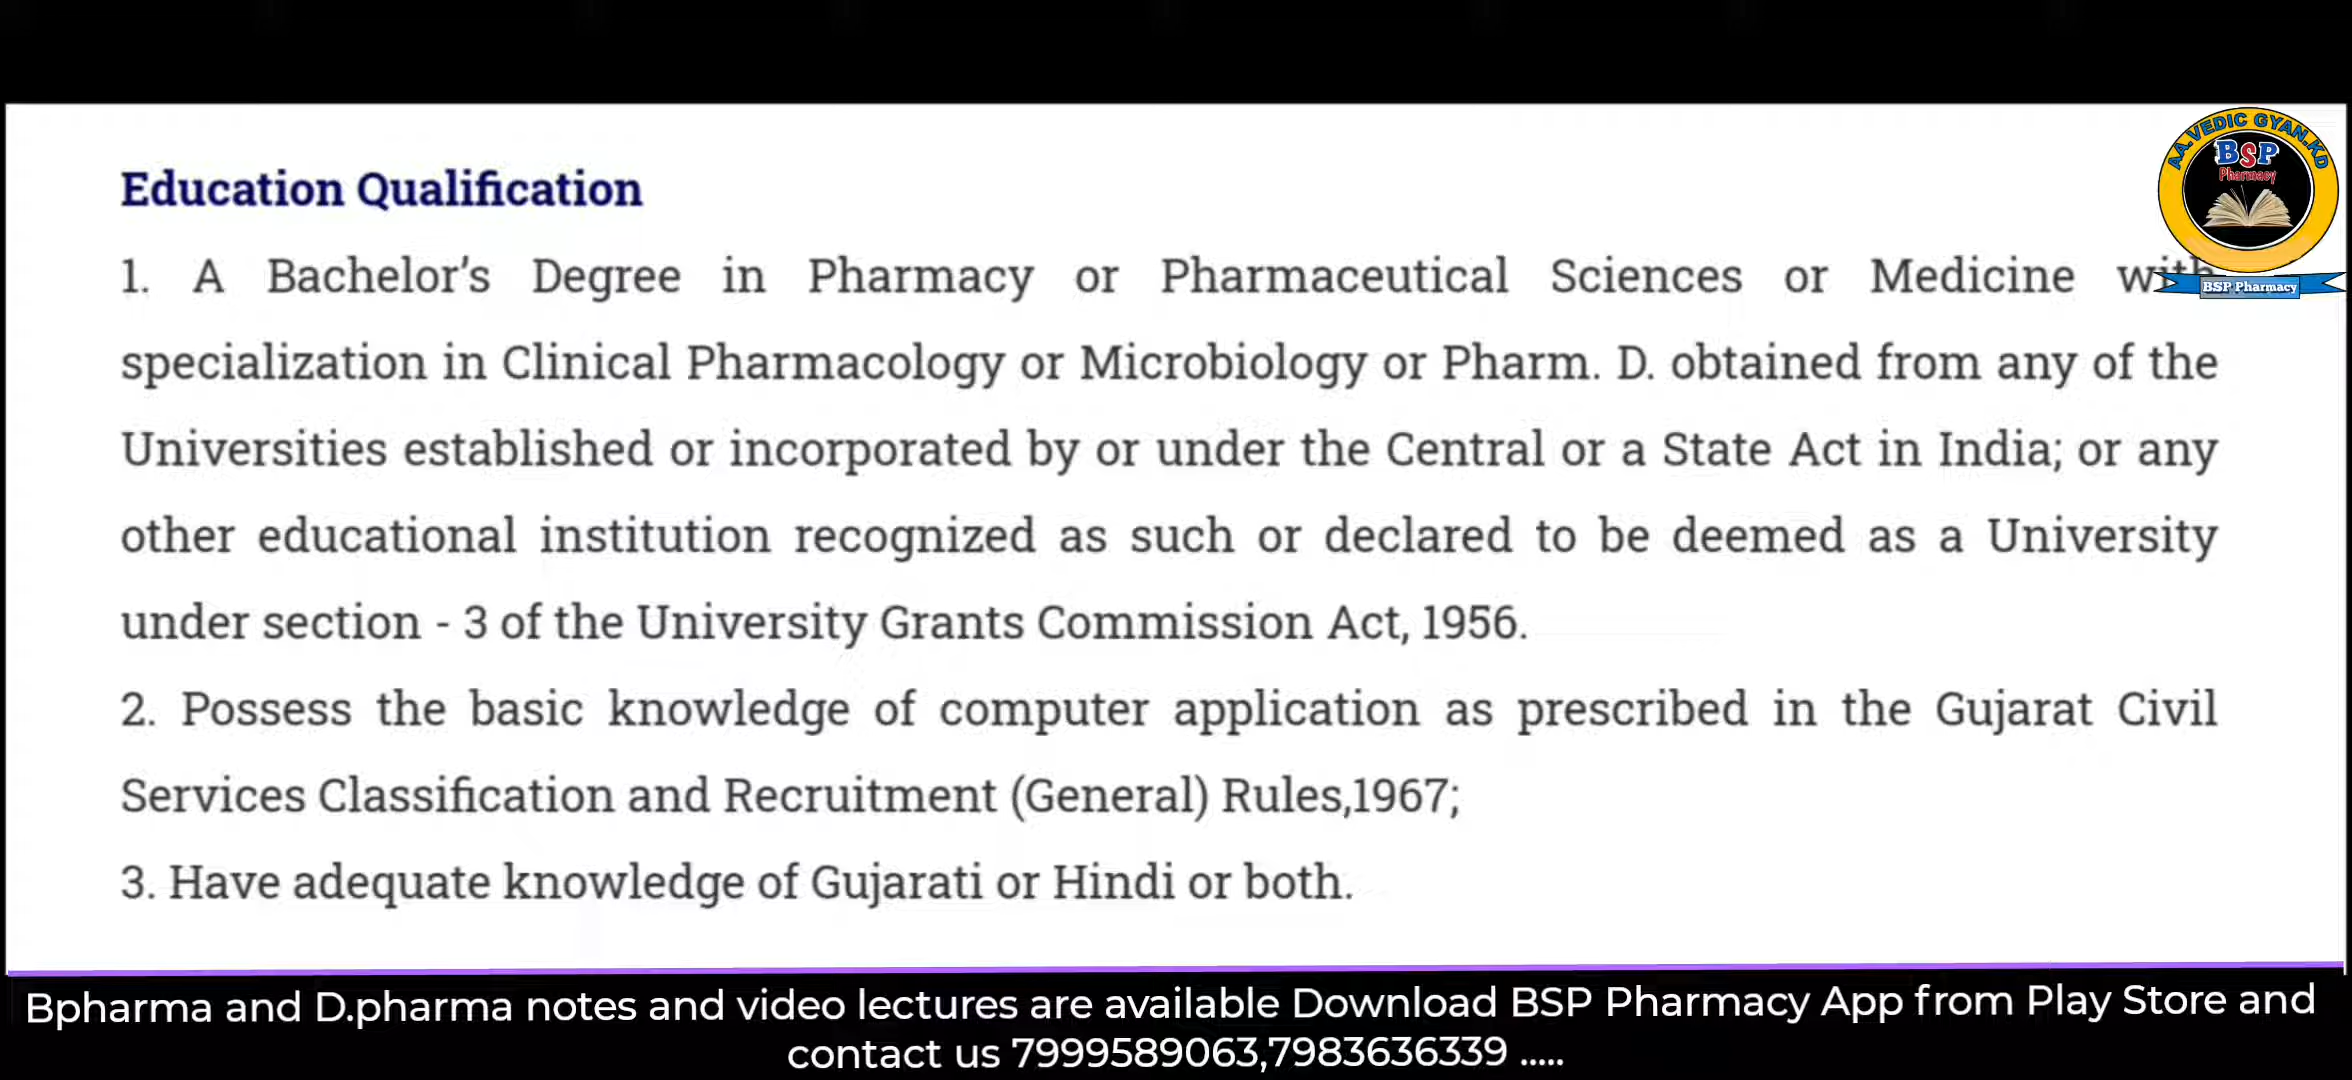 AA.VEDIC GYAN.KD
BSP
Pharmacy
BSP Pharmacy
Education Qualification
1. A Bachelor's Degree in Pharmacy or Pharmaceutical Sciences or Medicine with
specialization in Clinical Pharmacology or Microbiology or Pharm. D. obtained from any of the
Universities established or incorporated by or under the Central or a State Act in India; or any
other educational institution recognized as such or declared to be deemed as a University
under section - 3 of the University Grants Commission Act, 1956.
2. Possess the basic knowledge of computer application as prescribed in the Gujarat Civil
Services Classification and Recruitment (General) Rules,1967;
3. Have adequate knowledge of Gujarati or Hindi or both.
Bpharma and D.pharma notes and video lectures are available Download BSP Pharmacy App from Play Store and
contact us 7999589063,7983636339 .....